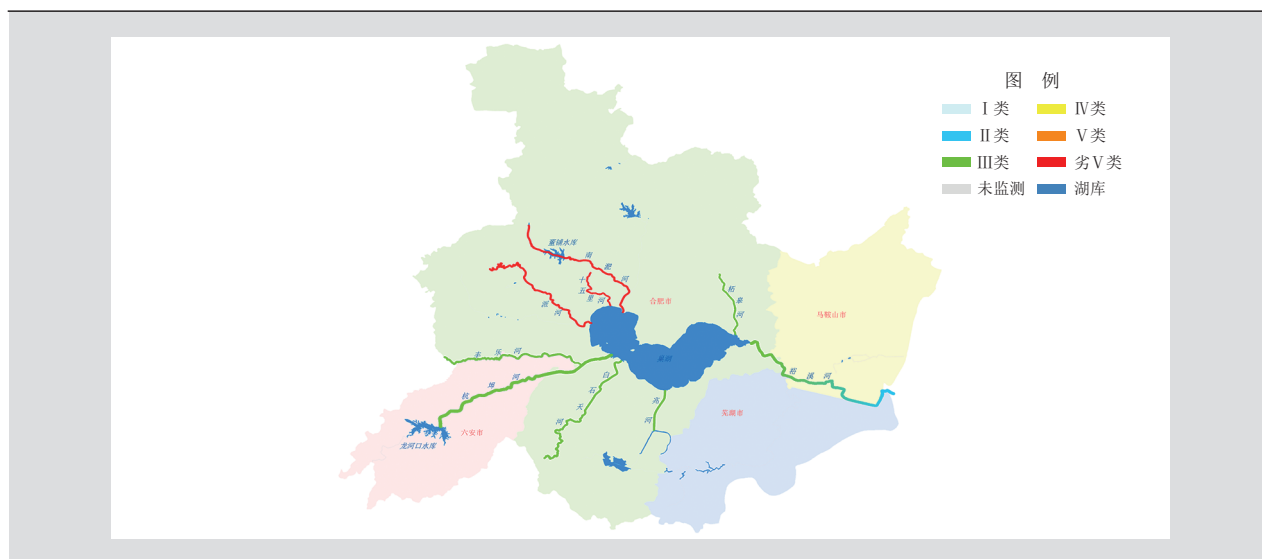 图 例
Ⅰ类
Ⅳ类
Ⅱ类
Ⅴ类
Ⅲ类
劣Ⅴ类
未监测
湖库
董铺水库
南淝河
十五里河
派河
合肥市
柘皋河
马鞍山市
巢湖
丰乐河
杭埠河
白石天河
高河
裕溪河
芜湖市
六安市
龙河口水库